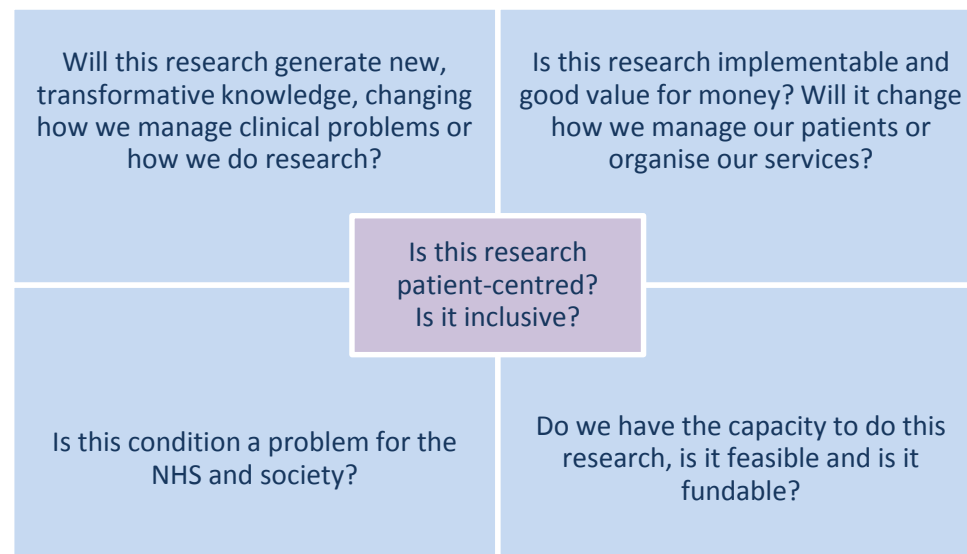 Will this research generate new,
transformative knowledge, changing
how we manage clinical problems or
how we do research?
Is this research implementable and
good value for money? Will it change
how we manage our patients or
organise our services?
Is this research
patient-centred?
Is it inclusive?
Is this condition a problem for the
NHS and society?
Do we have the capacity to do this
research, is it feasible and is it
fundable?